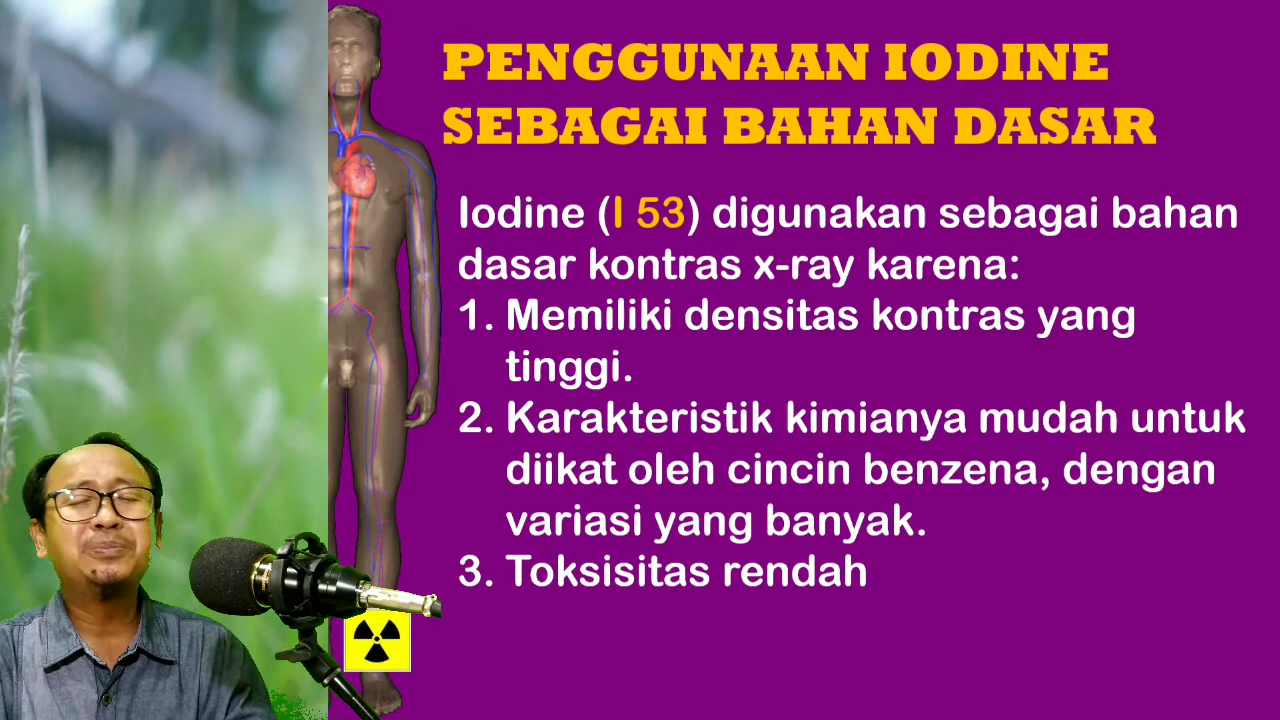 PENGGUNAAN IODINE
SEBAGAI BAHAN DASAR
Iodine (I 53) digunakan sebagai bahan
dasar kontras x-ray karena:
1. Memiliki densitas kontras yang
tinggi.
2. Karakteristik kimianya mudah untuk
diikat oleh cincin benzena, dengan
variasi yang banyak.
3. Toksisitas rendah